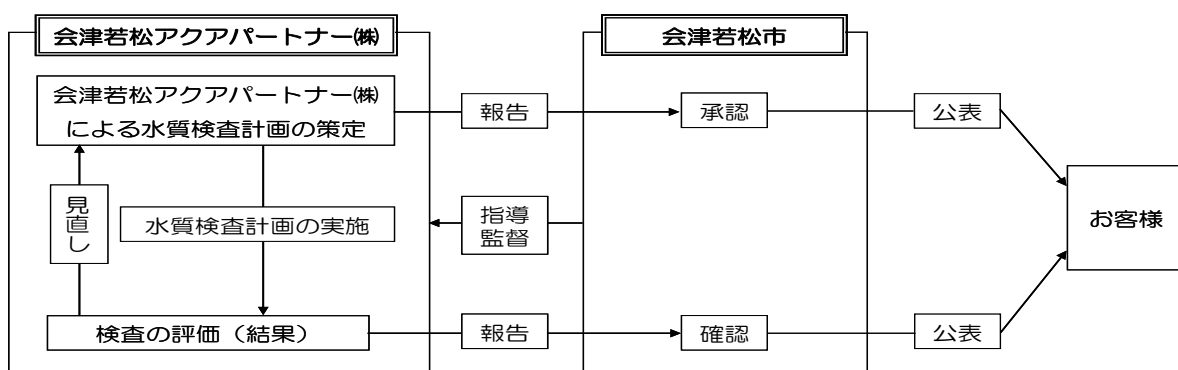 会津若松アクアパートナー㈱
会津若松市
会津若松アクアパートナー㈱
による水質検査計画の策定
報告
承認
公表
見直し
水質検査計画の実施
指導
監督
お客様
検査の評価（結果）
報告
確認
公表